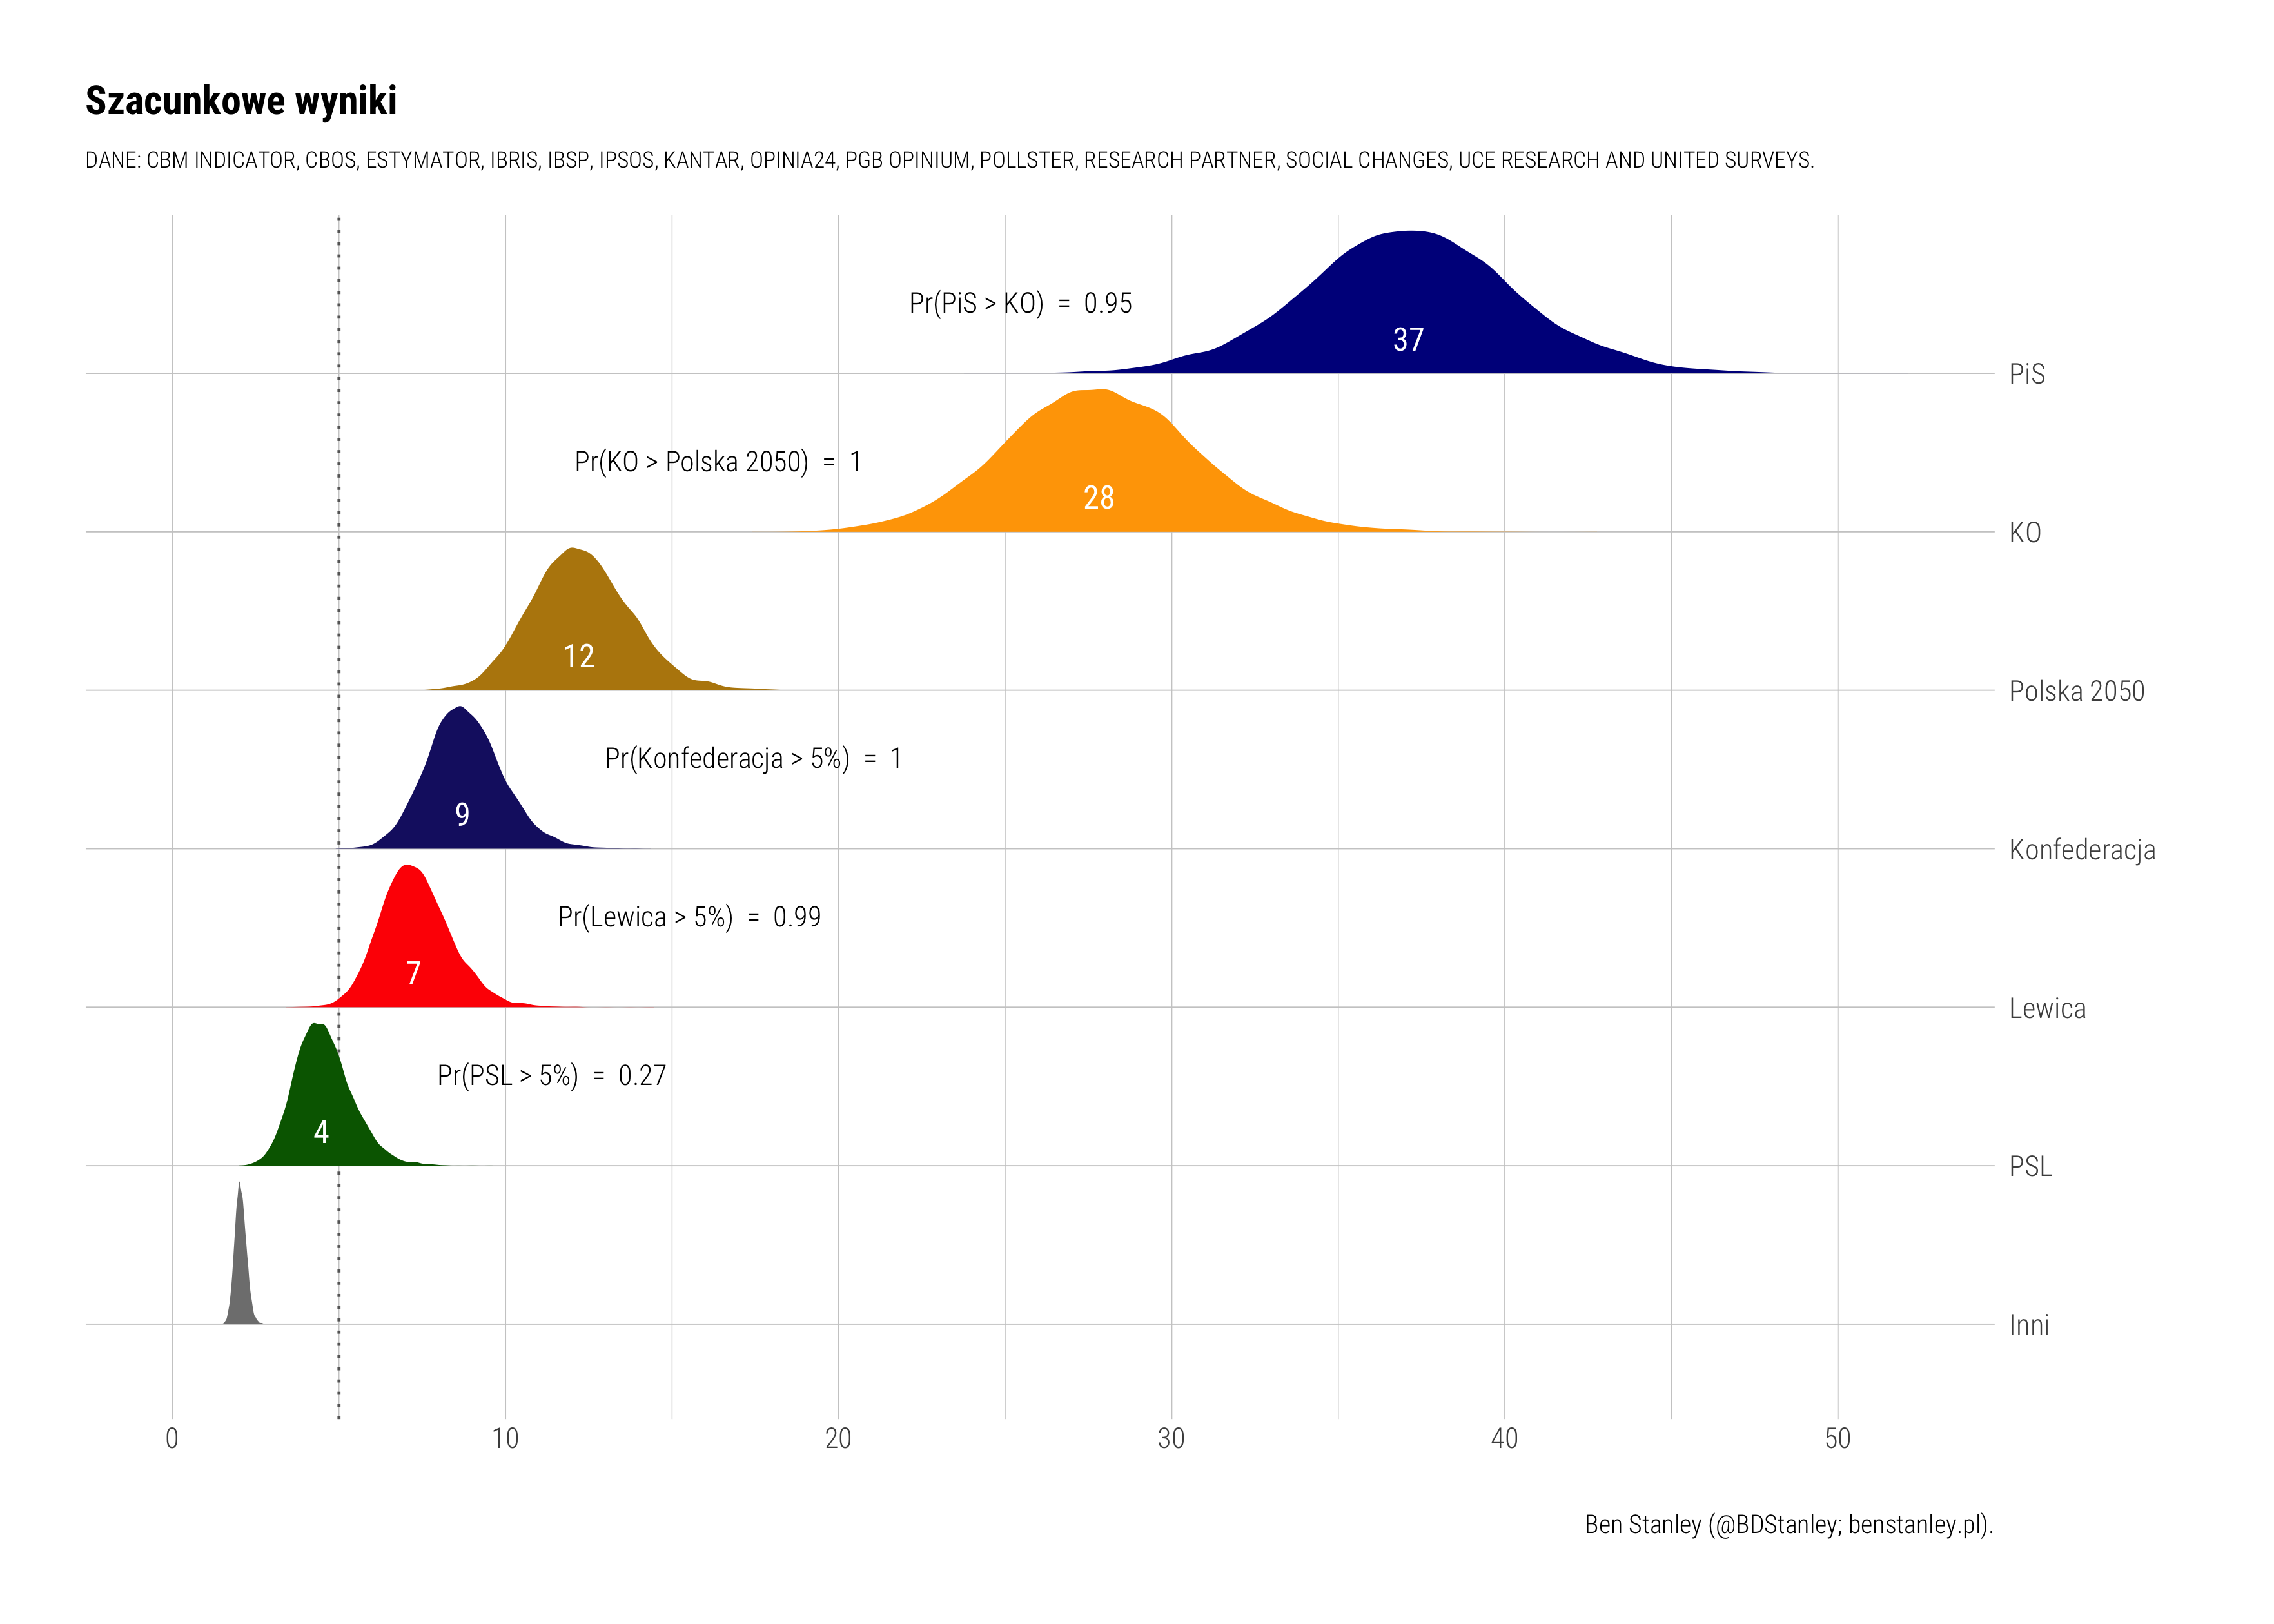 Szacunkowe wyniki
DANE: CBM INDICATOR, CBOS, ESTYMATOR, IBRIS, IBSP, IPSOS, KANTAR, OPINIA24, PGB OPINIUM, POLLSTER, RESEARCH PARTNER, SOCIAL CHANGES, UCE RESEARCH AND UNITED SURVEYS.
Pr(PiS > KO) = 0.95
37
PiS
Pr(KO > Polska 2050) = 1
28
KO
12
Polska 2050
Pr(Konfederacja > 5%) = 1
9
Konfederacja
Pr(Lewica > 5%) = 0.99
7
Lewica
Pr(PSL > 5%) = 0.27
4
PSL
Inni
0 10 20 30 40 50
Ben Stanley (@BDStanley; benstanley.pl).